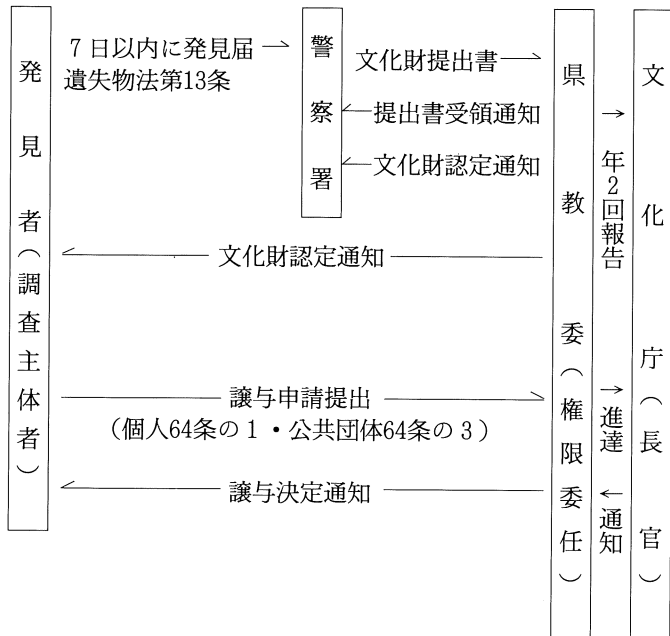 発見者（調査主体者）
７日以内に発見届 →
遺失物法第13条
警察署
文化財提出書→
←提出書受領通知
←文化財認定通知
←文化財認定通知
譲与申請提出→
（個人64条の１・公共団体64条の３）
←譲与決定通知
県教委（権限委任）
→年２回報告
→進達
←通知
文化庁（長官）